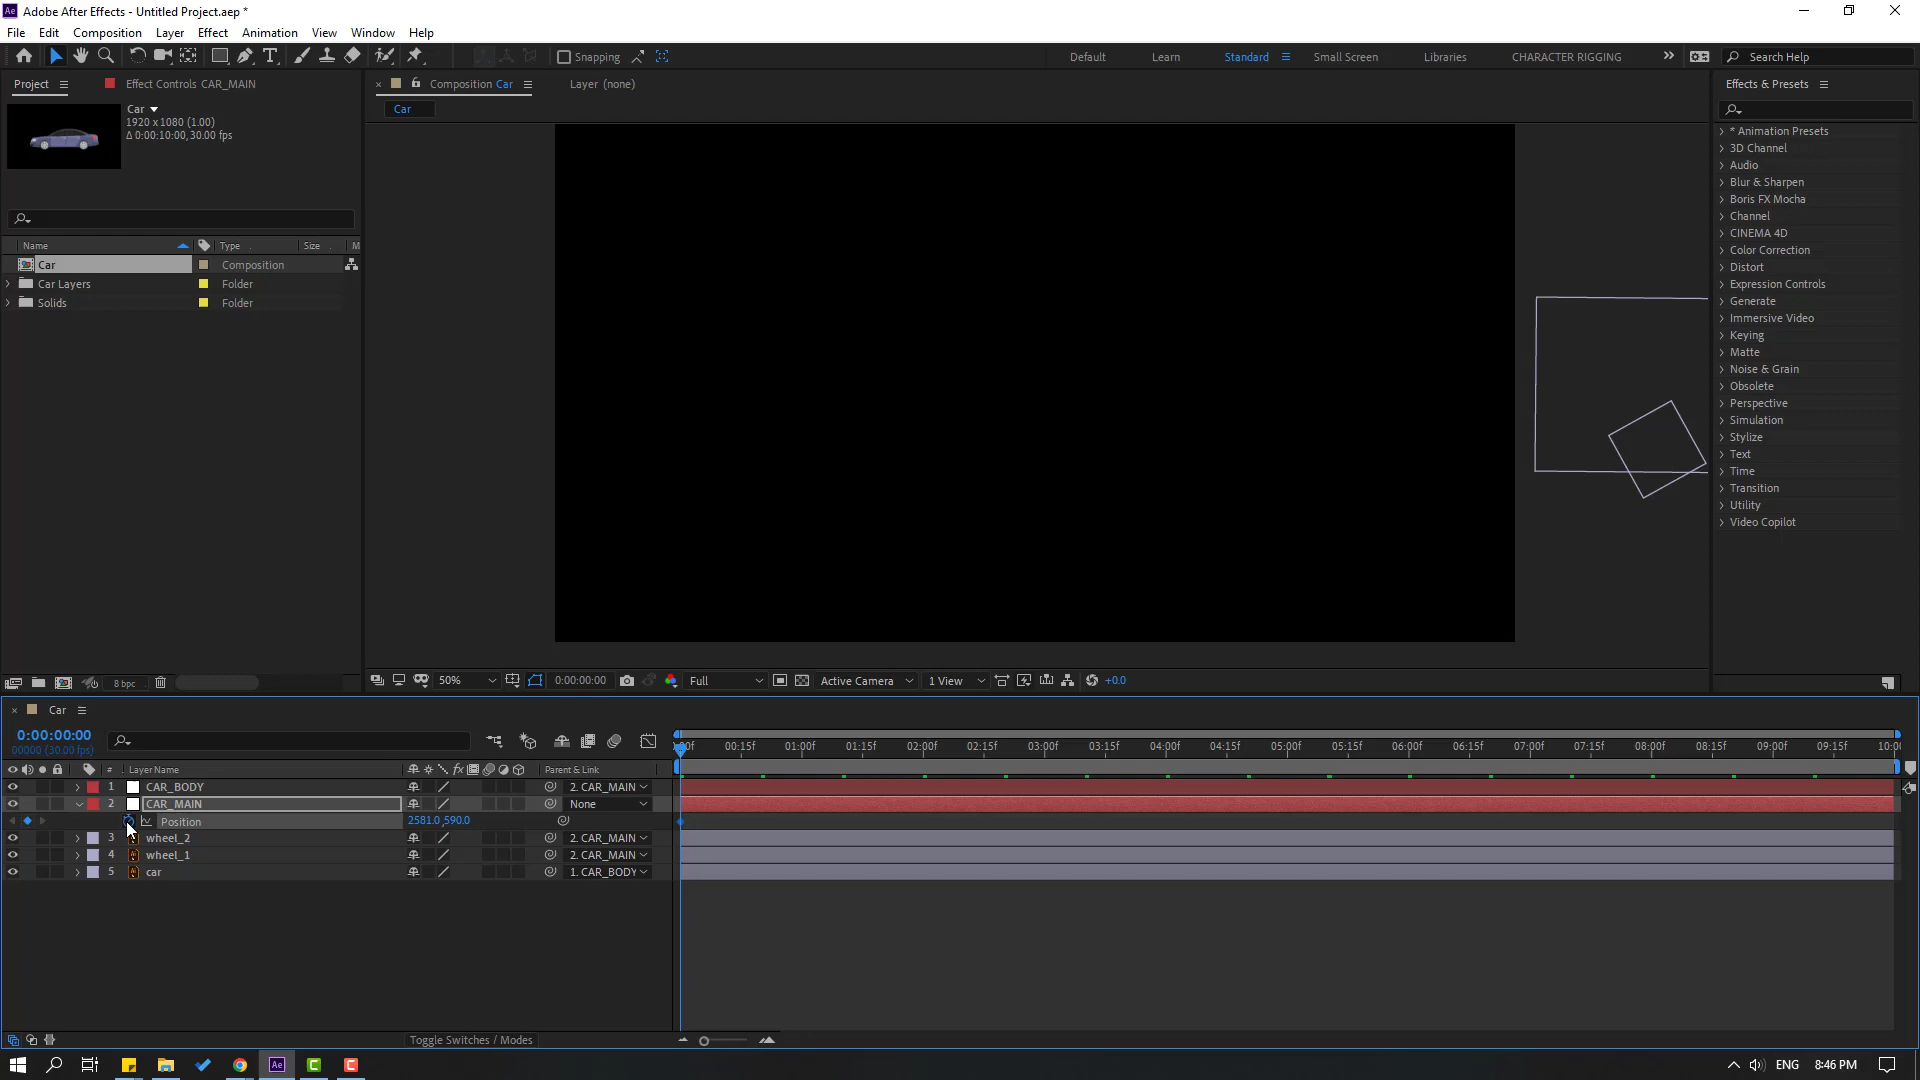 Adobe After Effects - Untitled Project.aep *
File Edit Composition Layer Effect Animation View Window Help
Snapping
Default Learn Standard Small Screen Libraries CHARACTER RIGGING Search Help
Project Effect Controls CAR_MAIN
Composition Car Layer (none)
Effects & Presets
Car
1920 x 1080 (1.00)
Δ 0:00:10:00, 30.00 fps
Car
Name Type Size M
Car Composition
Car Layers Folder
Solids Folder
* Animation Presets
3D Channel
Audio
Blur & Sharpen
Boris FX Mocha
Channel
CINEMA 4D
Color Correction
Distort
Expression Controls
Generate
Immersive Video
Keying
Matte
Noise & Grain
Obsolete
Perspective
Simulation
Stylize
Text
Time
Transition
Utility
Video Copilot
8 bpc
50% 0:00:00:00 Full Active Camera 1 View +0.0
Car
0:00:00:00
00000 (30.00 fps)
00f 00:15f 01:00f 01:15f 02:00f 02:15f 03:00f 03:15f 04:00f 04:15f 05:00f 05:15f 06:00f 06:15f 07:00f 07:15f 08:00f 08:15f 09:00f 09:15f 10:00
# Layer Name Parent & Link
1 CAR_BODY 2. CAR_MAIN
2 CAR_MAIN None
Position 2581.0,590.0
3 wheel_2 2. CAR_MAIN
4 wheel_1 2. CAR_MAIN
5 car 1. CAR_BODY
Toggle Switches / Modes
ENG 8:46 PM